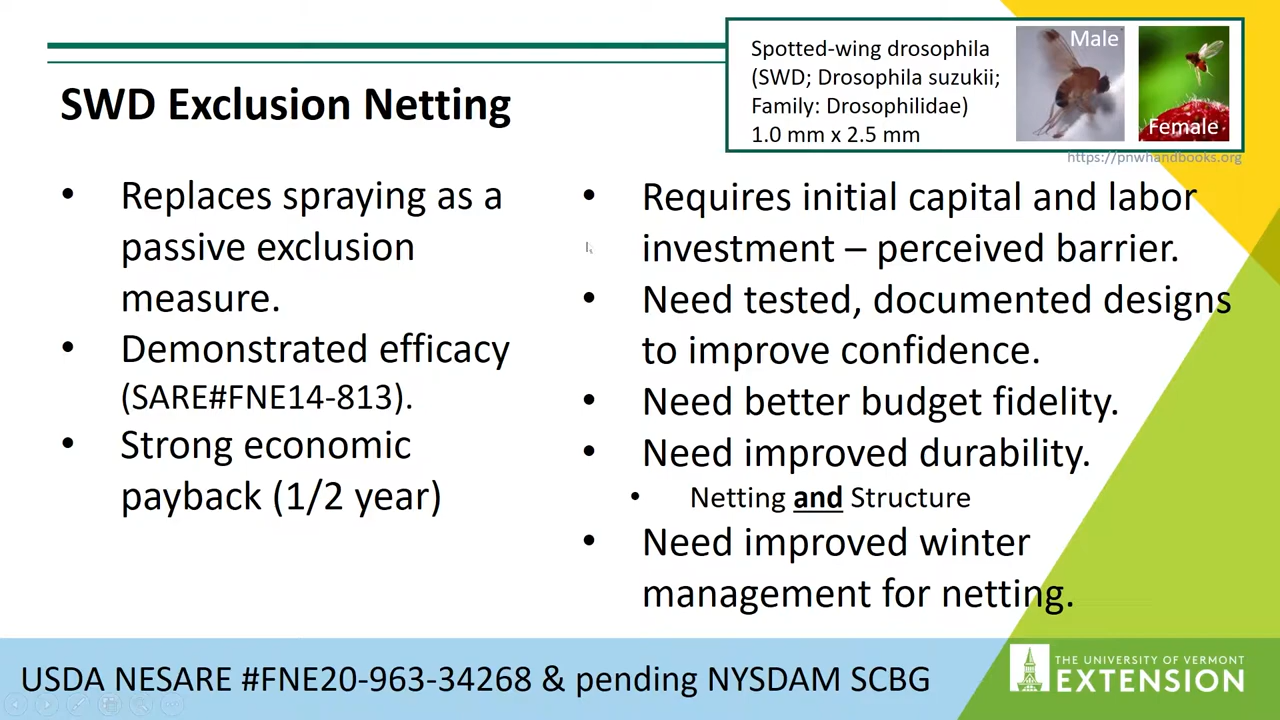 Spotted-wing drosophila
(SWD; Drosophila suzukii;
Family: Drosophilidae)
1.0 mm x 2.5 mm
Male
Female
https://pnwhandbooks.org
SWD Exclusion Netting
• Replaces spraying as a
passive exclusion
measure.
• Demonstrated efficacy
(SARE#FNE14-813).
• Strong economic
payback (1/2 year)
• Requires initial capital and labor
investment – perceived barrier.
• Need tested, documented designs
to improve confidence.
• Need better budget fidelity.
• Need improved durability.
• Netting and Structure
• Need improved winter
management for netting.
USDA NESARE #FNE20-963-34268 & pending NYSDAM SCBG
THE UNIVERSITY OF VERMONT
EXTENSION